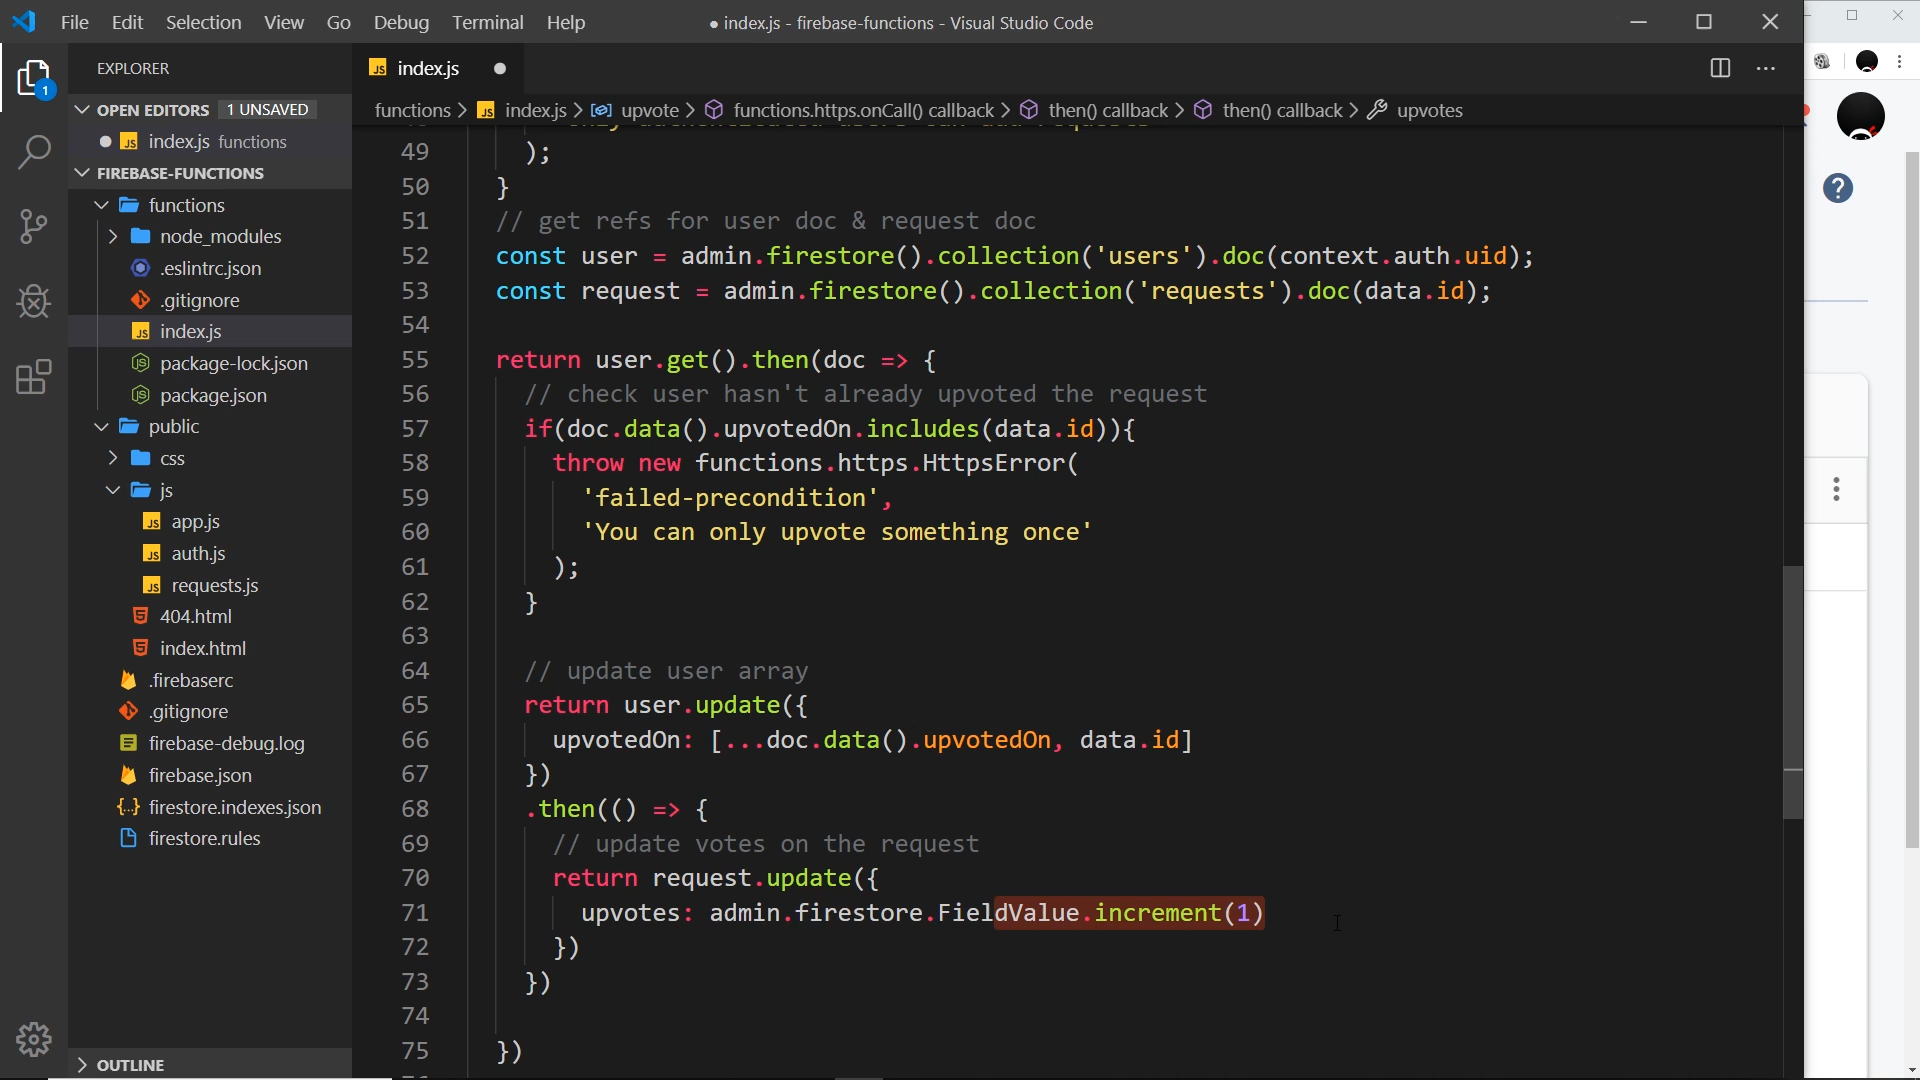 File Edit Selection View Go Debug Terminal Help
● index.js - firebase-functions - Visual Studio Code
EXPLORER
OPEN EDITORS 1 UNSAVED
index.js functions
FIREBASE-FUNCTIONS
functions
node_modules
.eslintrc.json
.gitignore
index.js
package-lock.json
package.json
public
css
js
app.js
auth.js
requests.js
404.html
index.html
.firebaserc
.gitignore
firebase-debug.log
firebase.json
firestore.indexes.json
firestore.rules
OUTLINE
1
JS index.js
functions > JS index.js > upvote > functions.https.onCall() callback > then() callback > then() callback > upvotes
49 );
50 }
51 // get refs for user doc & request doc
52 const user = admin.firestore().collection('users').doc(context.auth.uid);
53 const request = admin.firestore().collection('requests').doc(data.id);
54
55 return user.get().then(doc => {
56 // check user hasn't already upvoted the request
57 if(doc.data().upvotedOn.includes(data.id)){
58 throw new functions.https.HttpsError(
59 'failed-precondition',
60 'You can only upvote something once'
61 );
62 }
63
64 // update user array
65 return user.update({
66 upvotedOn: [...doc.data().upvotedOn, data.id]
67 })
68 .then(() => {
69 // update votes on the request
70 return request.update({
71 upvotes: admin.firestore.FieldValue.increment(1)
72 })
73 })
74
75 })
?